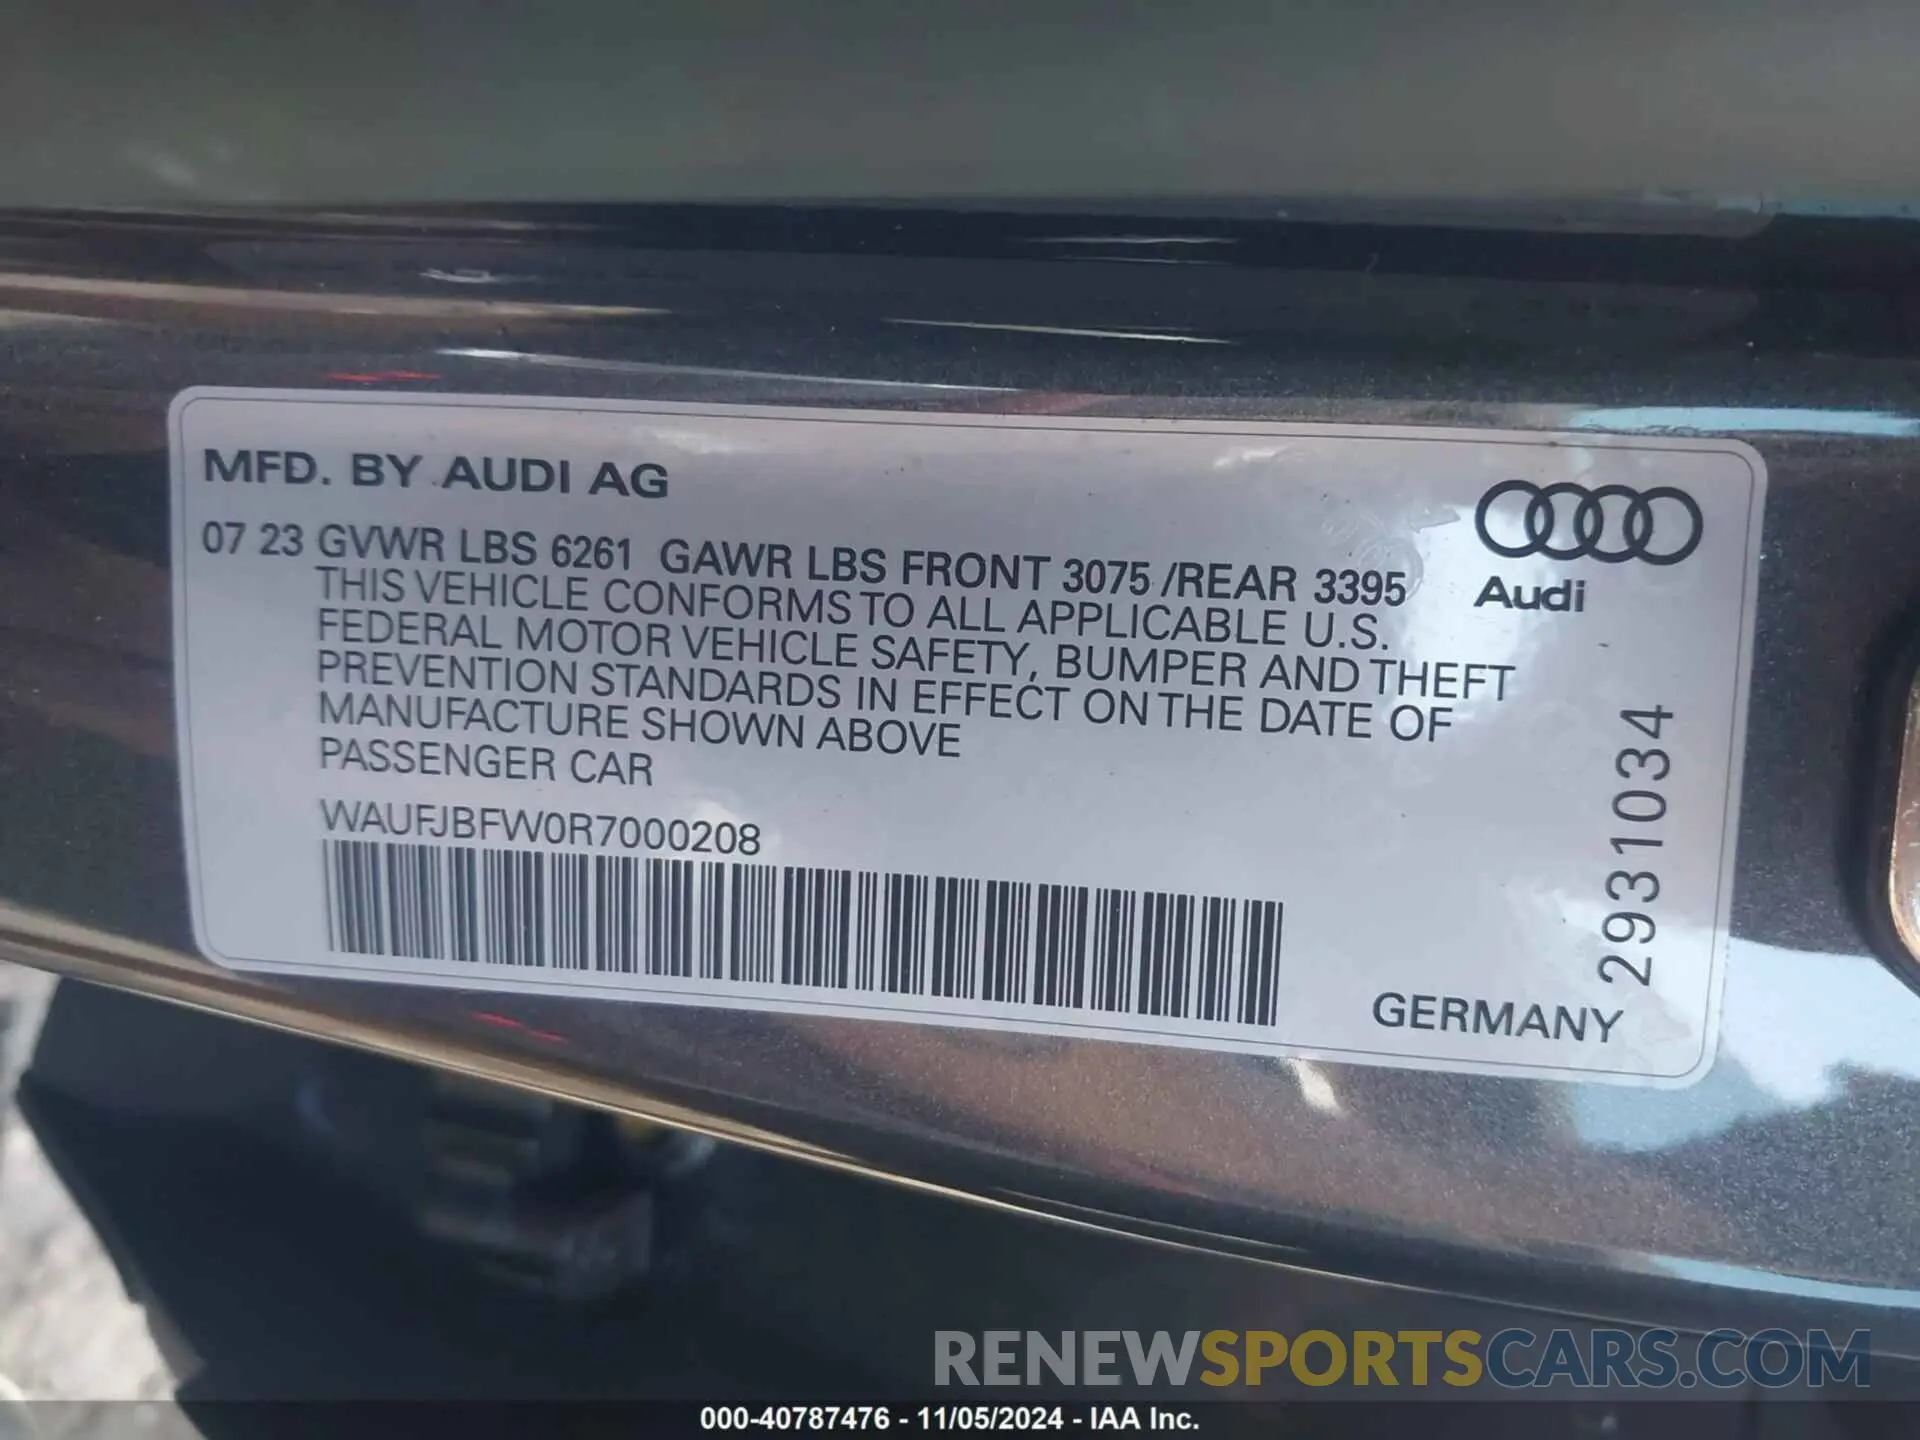 MFD. BY AUDI AG
07 23 GVWR LBS 6261 GAWR LBS FRONT 3075 /REAR 3395
THIS VEHICLE CONFORMS TO ALL APPLICABLE U.S.
FEDERAL MOTOR VEHICLE SAFETY, BUMPER AND THEFT
PREVENTION STANDARDS IN EFFECT ON THE DATE OF
MANUFACTURE SHOWN ABOVE
PASSENGER CAR
WAUFJBFW0R7000208
Audi
2931034
GERMANY
RENEWSPORTSCARS.COM
000-40787476 - 11/05/2024 - IAA Inc.